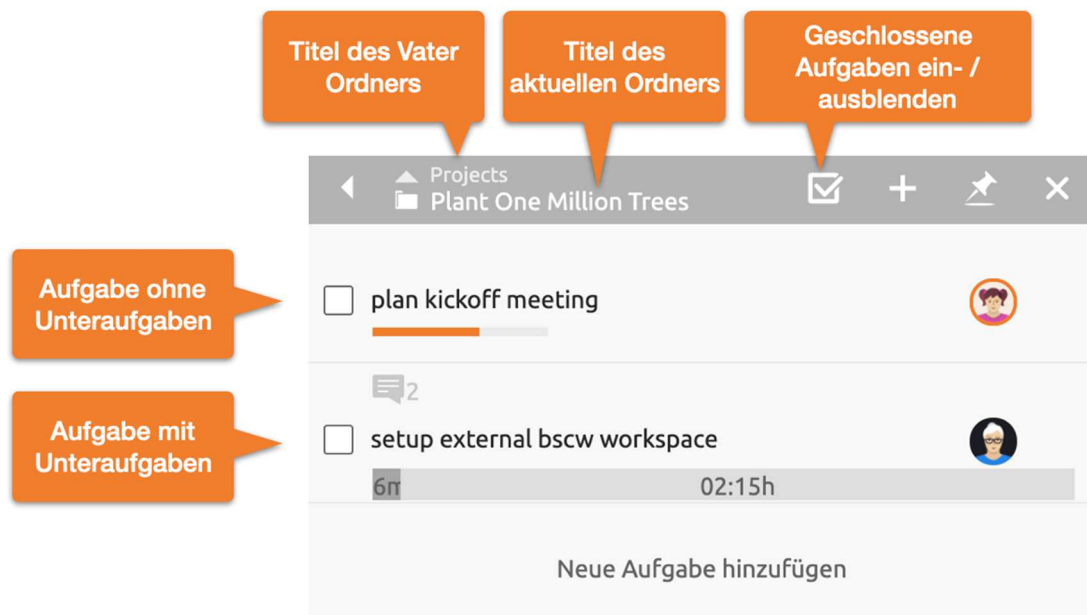 Titel des Vater
Ordners
Titel des
aktuellen Ordners
Geschlossene
Aufgaben ein- /
ausblenden
Projects
Plant One Million Trees
Aufgabe ohne
Unteraufgaben
plan kickoff meeting
2
Aufgabe mit
Unteraufgaben
setup external bscw workspace
6m 02:15h
Neue Aufgabe hinzufügen